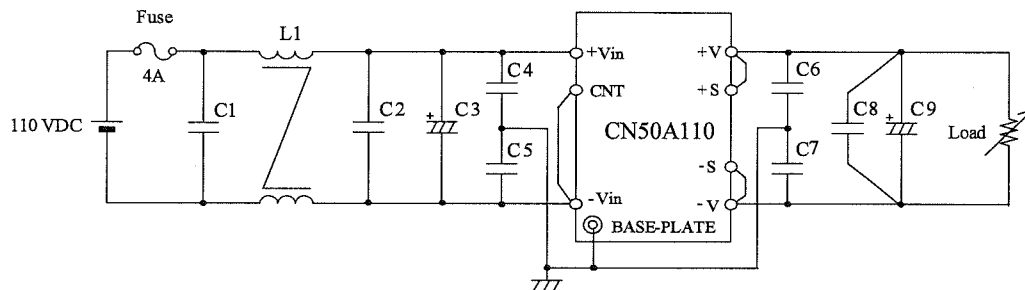 Fuse
4A
L1
110 VDC
C1
C2
+
C3
C4
C5
+Vin
CNT
-Vin
CN50A110
BASE-PLATE
+V
+S
-S
-V
C6
C7
C8
+
C9
Load